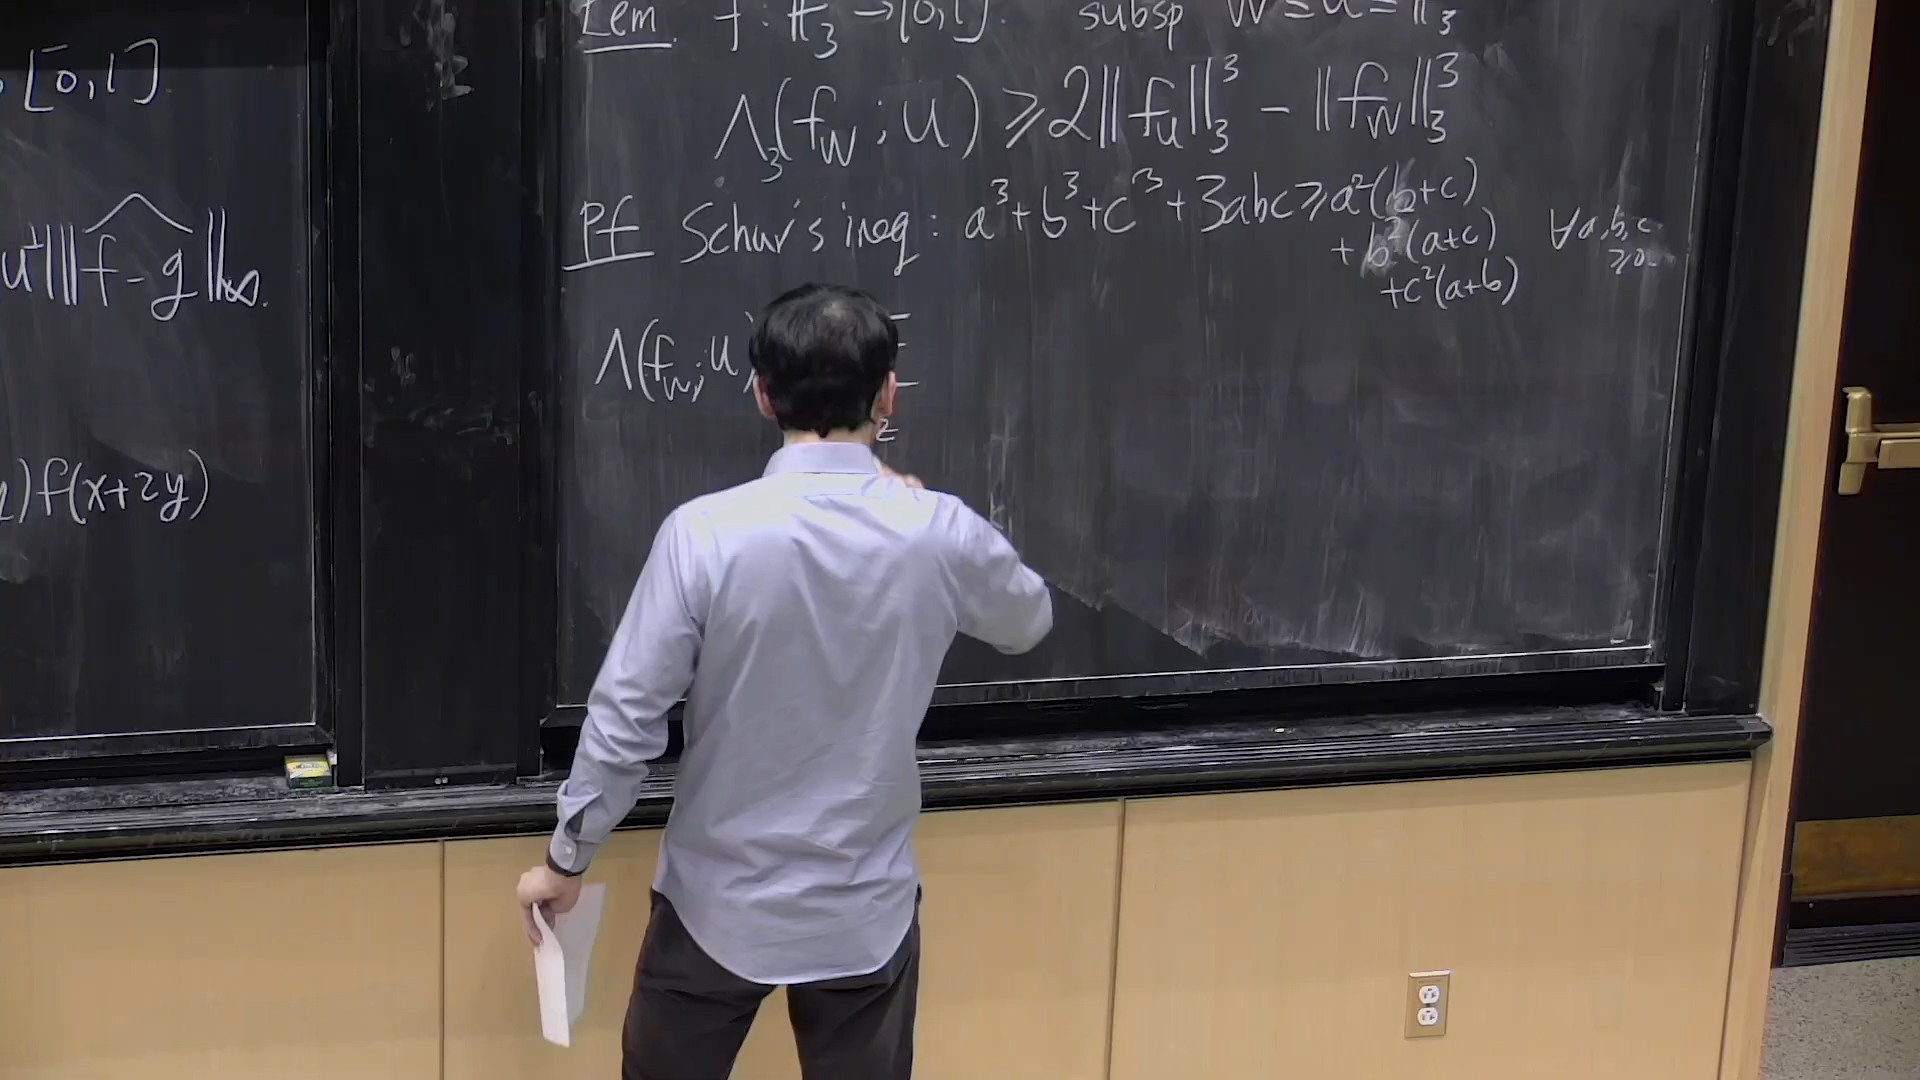 [0,1]
u^⊥| ‖\widehat{f-g}‖_∞.
)f(x+2y)
Lem. f: F_3^n → [0,1]. subsp W ≤ U ≤ F_3^n
Λ_3(f_W; U) ≥ 2‖f_U‖_3^3 - ‖f_W‖_3^3
Pf Schur's ineq: a^3+b^3+c^3+3abc ≥ a^2(b+c)
+ b^2(a+c) ∀a,b,c ≥0
+c^2(a+b)
Λ(f_W; U)
z